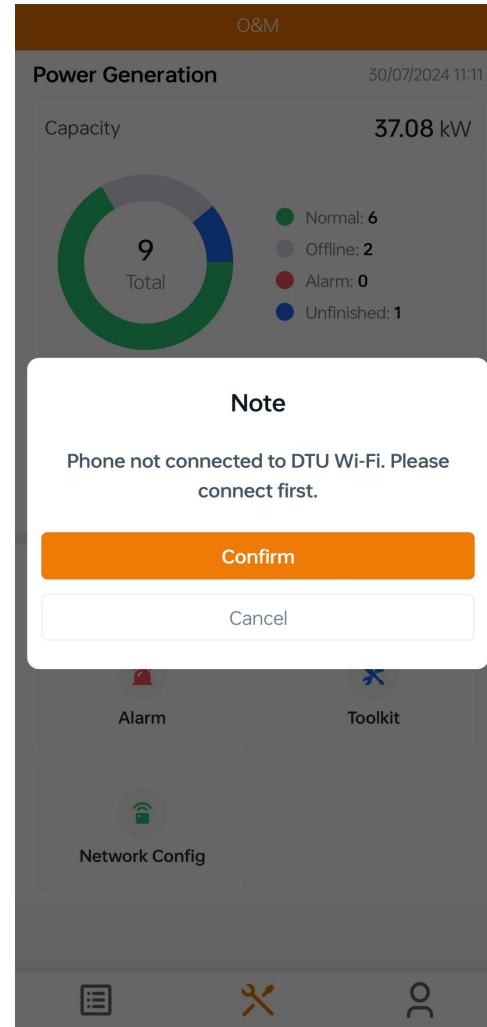 O&M
Power Generation 30/07/2024 11:11
Capacity 37.08 kW
9
Total
Normal: 6
Offline: 2
Alarm: 0
Unfinished: 1
Note
Phone not connected to DTU Wi-Fi. Please
connect first.
Confirm
Cancel
Alarm
Toolkit
Network Config